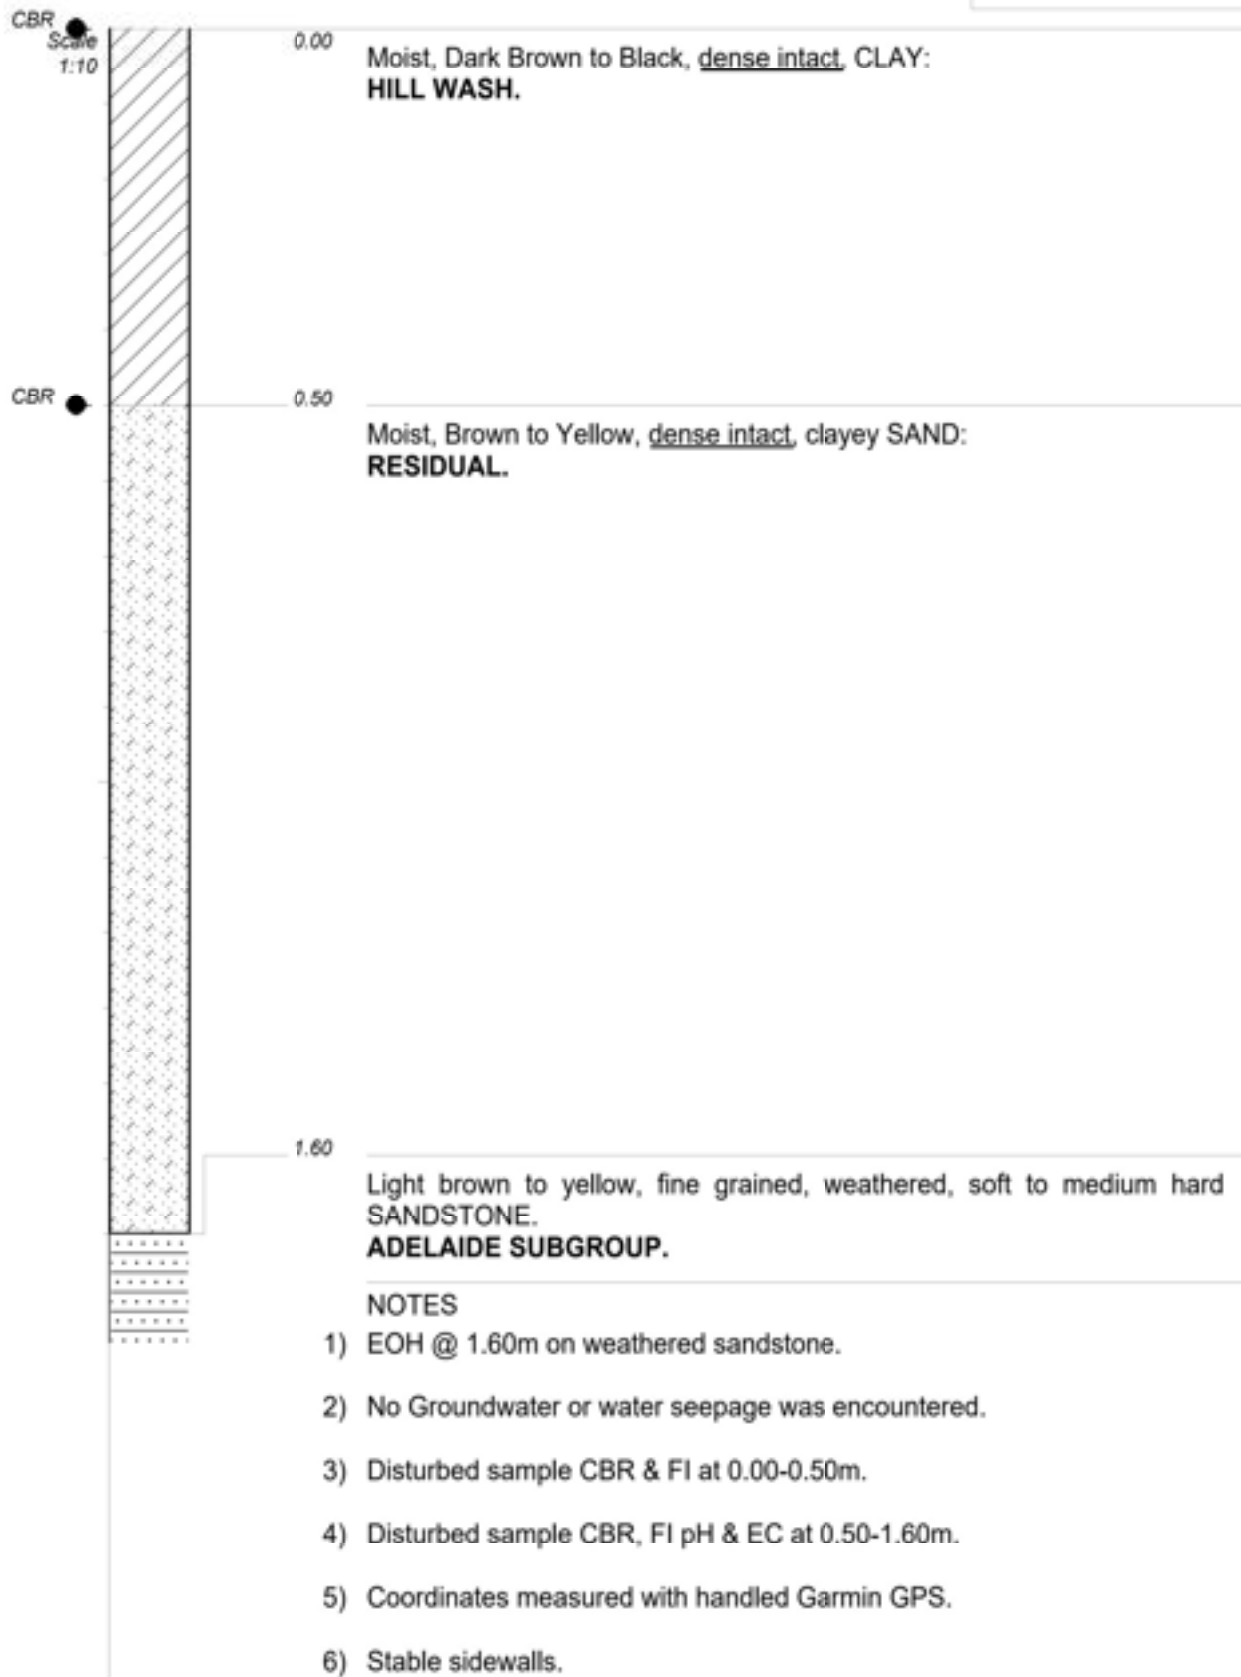 CBR
Scale
1:10
0.00
Moist, Dark Brown to Black, dense intact, CLAY:
HILL WASH.
CBR
0.50
Moist, Brown to Yellow, dense intact, clayey SAND:
RESIDUAL.
1.60
Light brown to yellow, fine grained, weathered, soft to medium hard
SANDSTONE.
ADELAIDE SUBGROUP.
NOTES
1) EOH @ 1.60m on weathered sandstone.
2) No Groundwater or water seepage was encountered.
3) Disturbed sample CBR & FI at 0.00-0.50m.
4) Disturbed sample CBR, FI pH & EC at 0.50-1.60m.
5) Coordinates measured with handled Garmin GPS.
6) Stable sidewalls.